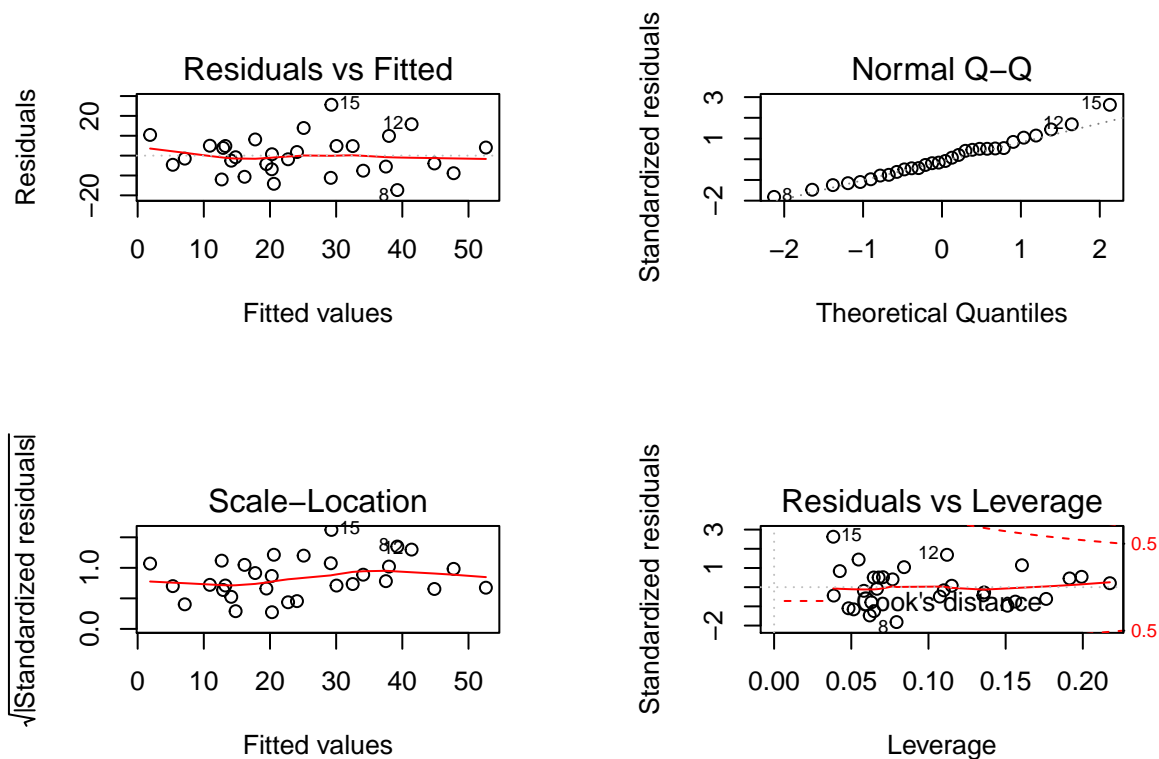 Residuals vs Fitted
Residuals
20
−20
15
12
8
0 10 20 30 40 50
Fitted values
Normal Q−Q
Standardized residuals
3
1
−2
15
12
8
−2 −1 0 1 2
Theoretical Quantiles
Scale−Location
√|Standardized residuals|
1.0
0.0
15
8
12
0 10 20 30 40 50
Fitted values
Residuals vs Leverage
Standardized residuals
3
1
−2
15
12
8
Cook's distance
0.5
0.5
0.00 0.05 0.10 0.15 0.20
Leverage